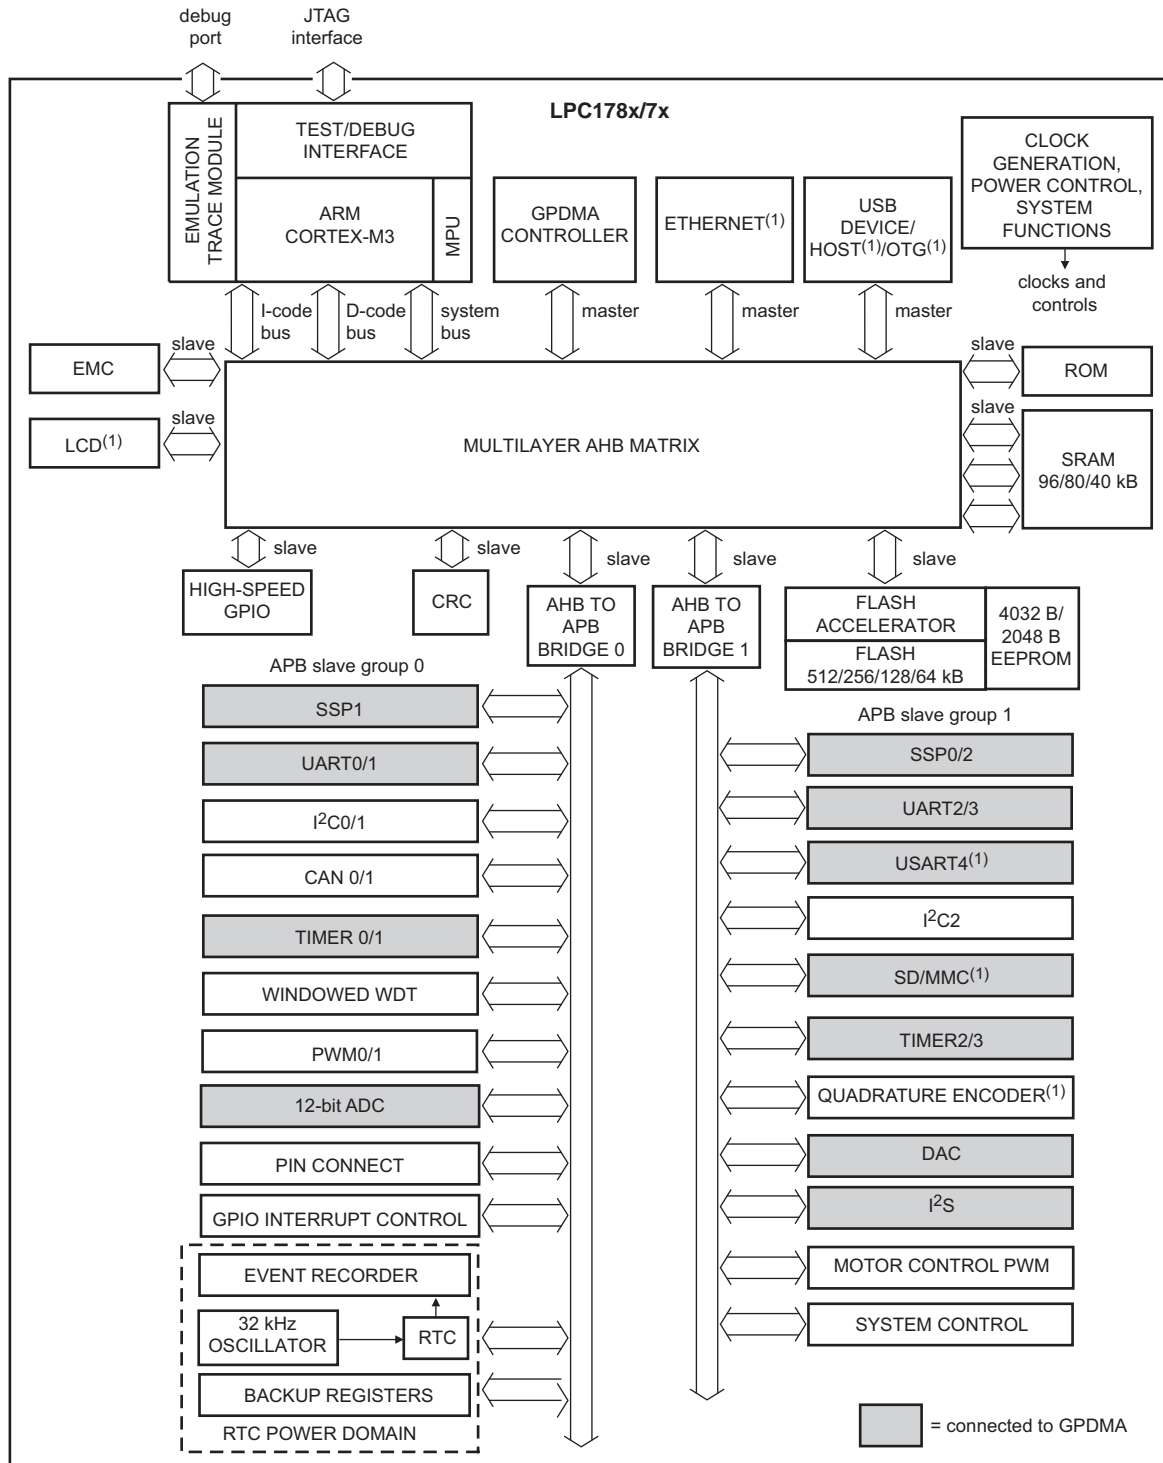 debug
port
JTAG
interface
LPC178x/7x
EMULATION
TRACE MODULE
TEST/DEBUG
INTERFACE
ARM
CORTEX-M3
MPU
GPDMA
CONTROLLER
ETHERNET(1)
USB
DEVICE/
HOST(1)/OTG(1)
CLOCK
GENERATION,
POWER CONTROL,
SYSTEM
FUNCTIONS
clocks and
controls
I-code
bus
D-code
bus
system
bus
master
master
master
slave
EMC
slave
LCD(1)
MULTILAYER AHB MATRIX
slave
ROM
slave
SRAM
96/80/40 kB
slave
HIGH-SPEED
GPIO
slave
CRC
slave
AHB TO
APB
BRIDGE 0
slave
AHB TO
APB
BRIDGE 1
slave
FLASH
ACCELERATOR
FLASH
512/256/128/64 kB
4032 B/
2048 B
EEPROM
APB slave group 0
SSP1
UART0/1
I2C0/1
CAN 0/1
TIMER 0/1
WINDOWED WDT
PWM0/1
12-bit ADC
PIN CONNECT
GPIO INTERRUPT CONTROL
EVENT RECORDER
32 kHz
OSCILLATOR
RTC
BACKUP REGISTERS
RTC POWER DOMAIN
APB slave group 1
SSP0/2
UART2/3
USART4(1)
I2C2
SD/MMC(1)
TIMER2/3
QUADRATURE ENCODER(1)
DAC
I2S
MOTOR CONTROL PWM
SYSTEM CONTROL
= connected to GPDMA